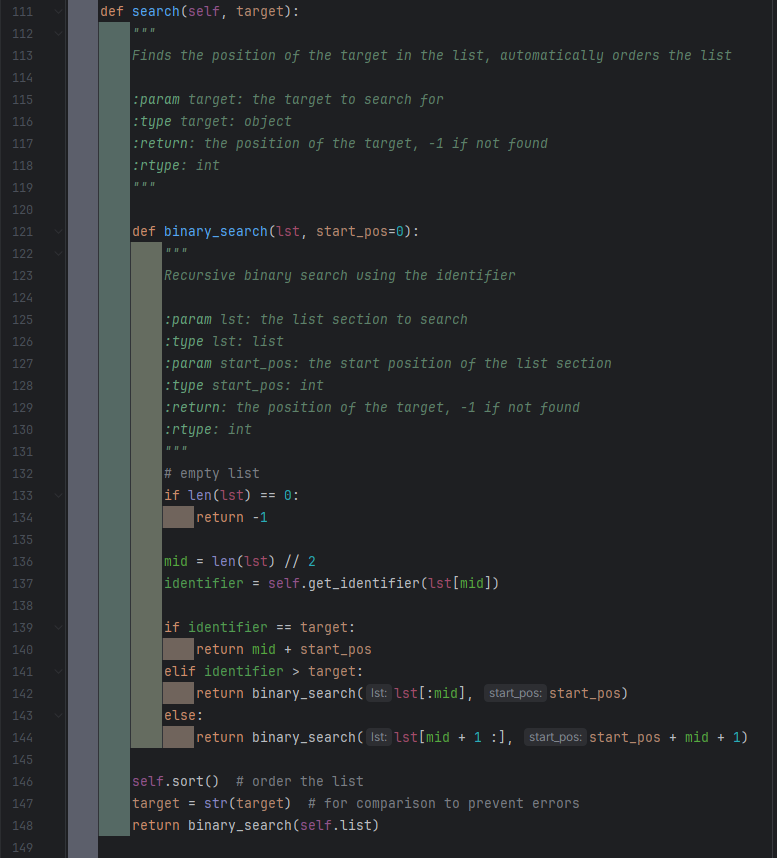 111 def search(self, target):
112 """
113 Finds the position of the target in the list, automatically orders the list
114
115 :param target: the target to search for
116 :type target: object
117 :return: the position of the target, -1 if not found
118 :rtype: int
119 """
120
121 def binary_search(lst, start_pos=0):
122 """
123 Recursive binary search using the identifier
124
125 :param lst: the list section to search
126 :type lst: list
127 :param start_pos: the start position of the list section
128 :type start_pos: int
129 :return: the position of the target, -1 if not found
130 :rtype: int
131 """
132 # empty list
133 if len(lst) == 0:
134 return -1
135
136 mid = len(lst) // 2
137 identifier = self.get_identifier(lst[mid])
138
139 if identifier == target:
140 return mid + start_pos
141 elif identifier > target:
142 return binary_search( lst: lst[:mid], start_pos: start_pos)
143 else:
144 return binary_search( lst: lst[mid + 1 :], start_pos: start_pos + mid + 1)
145
146 self.sort()  # order the list
147 target = str(target)  # for comparison to prevent errors
148 return binary_search(self.list)
149